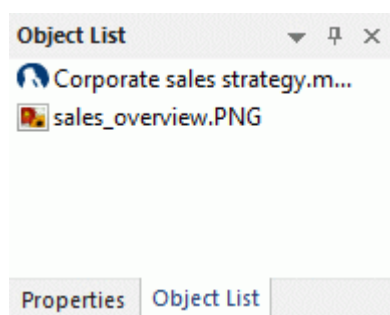 Object List
Corporate sales strategy.m...
sales_overview.PNG
Properties Object List